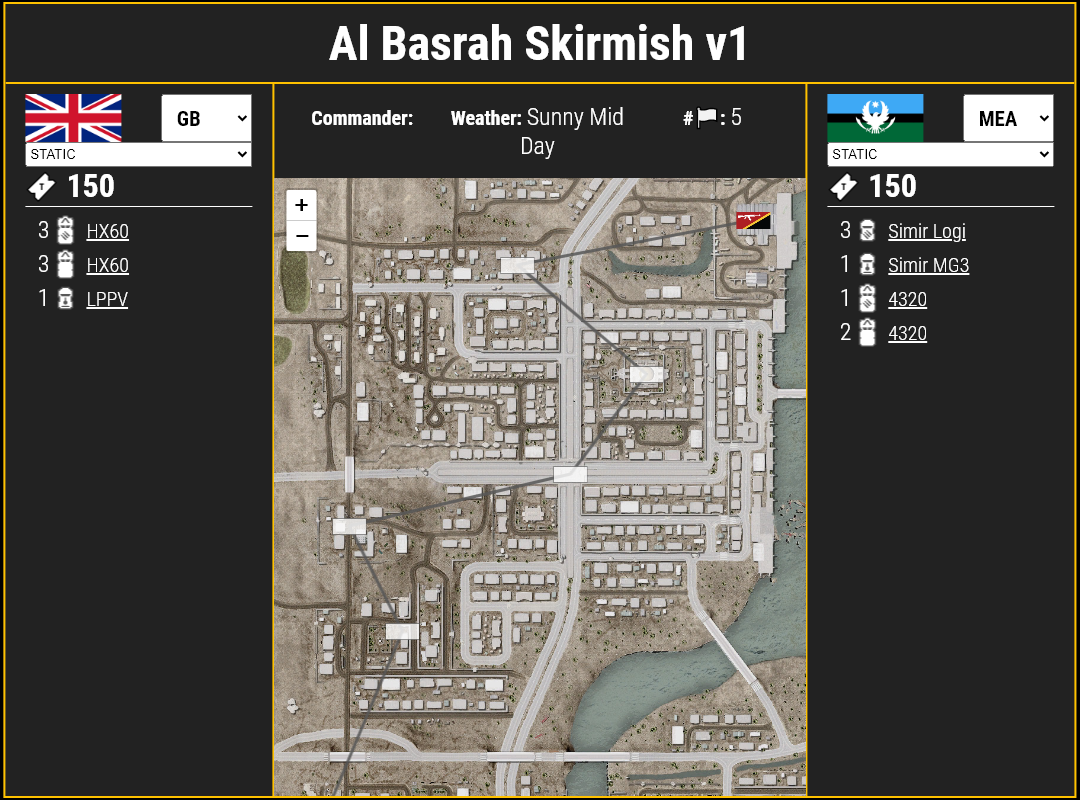 Al Basrah Skirmish v1
GB
STATIC
150
3 HX60
3 HX60
1 LPPV
Commander:
Weather: Sunny Mid
Day
# : 5
+
−
MEA
STATIC
150
3 Simir Logi
1 Simir MG3
1 4320
2 4320